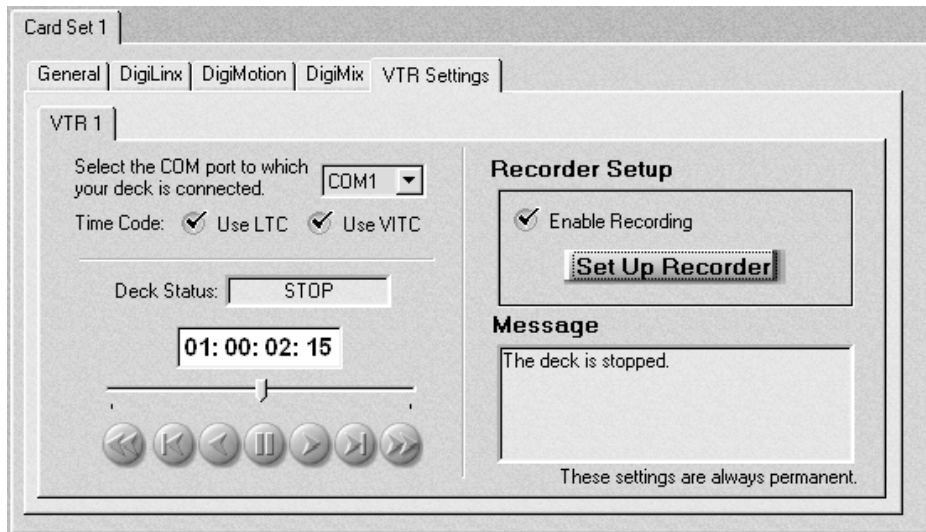 Card Set 1
General DigiLinx DigiMotion DigiMix VTR Settings
VTR 1
Select the COM port to which
your deck is connected.
COM1
Time Code: Use LTC Use VITC
Deck Status: STOP
01: 00: 02: 15
Recorder Setup
Enable Recording
Set Up Recorder
Message
The deck is stopped.
These settings are always permanent.